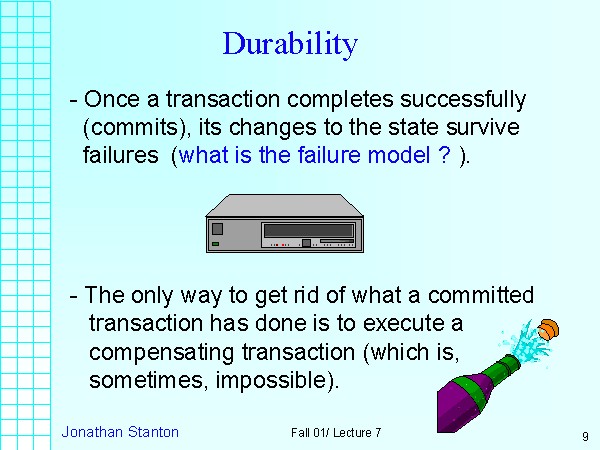 Durability
- Once a transaction completes successfully
(commits), its changes to the state survive
failures (what is the failure model ? ).
- The only way to get rid of what a committed
transaction has done is to execute a
compensating transaction (which is,
sometimes, impossible).
Jonathan Stanton
Fall 01/ Lecture 7
9